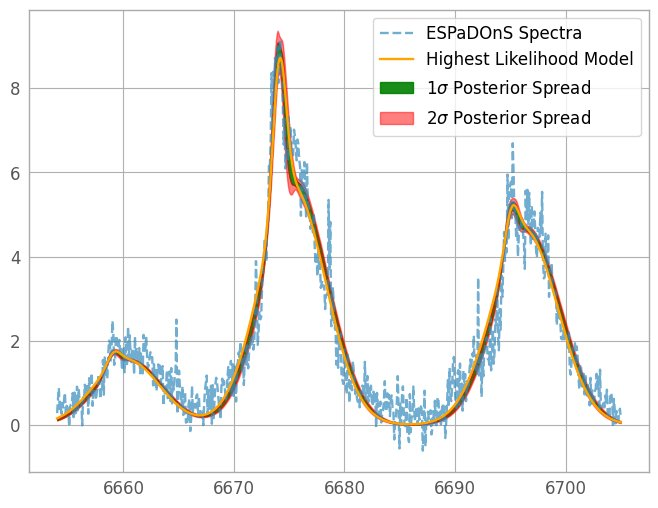 ESPaDOnS Spectra
Highest Likelihood Model
1σ Posterior Spread
2σ Posterior Spread
8
6
4
2
0
6660 6670 6680 6690 6700